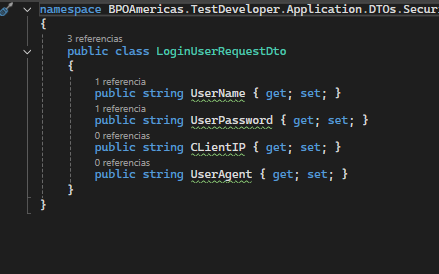 namespace BPOAmericas.TestDeveloper.Application.DTOs.Secur
{
3 referencias
public class LoginUserRequestDto
{
1 referencia
public string UserName { get; set; }
1 referencia
public string UserPassword { get; set; }
0 referencias
public string CLientIP { get; set; }
0 referencias
public string UserAgent { get; set; }
}
}